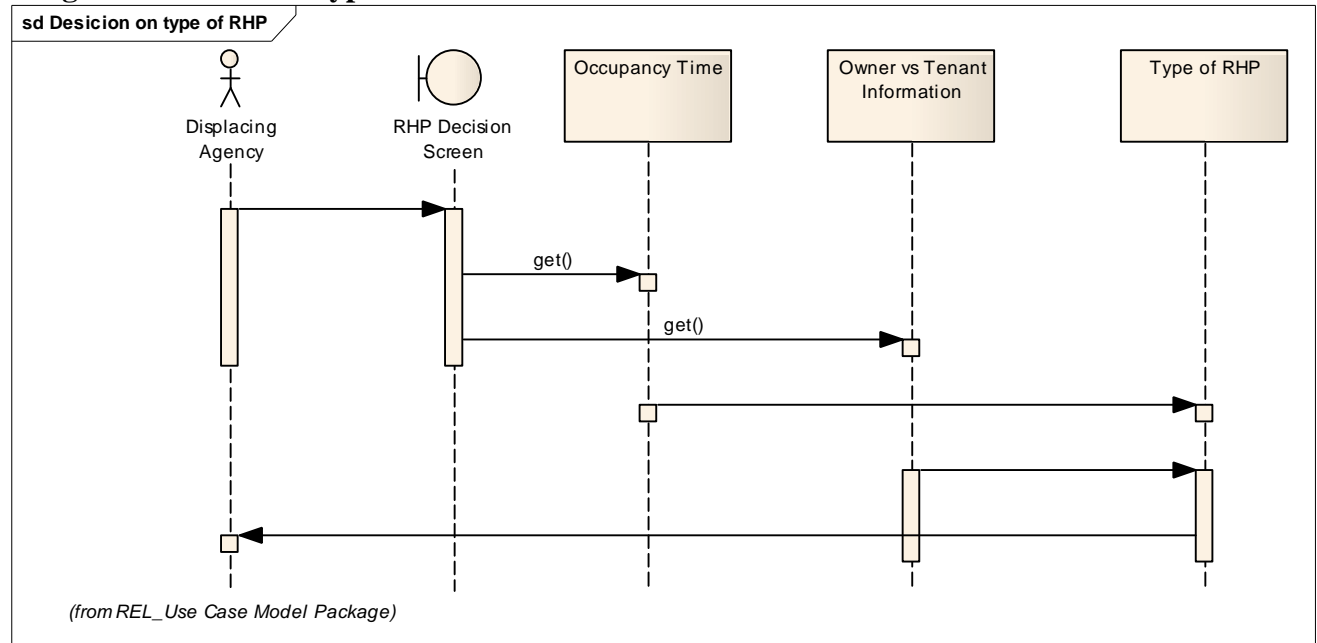 sd Desicion on type of RHP
Displacing
Agency
RHP Decision
Screen
Occupancy Time
Owner vs Tenant
Information
Type of RHP
get()
get()
(from REL_Use Case Model Package)